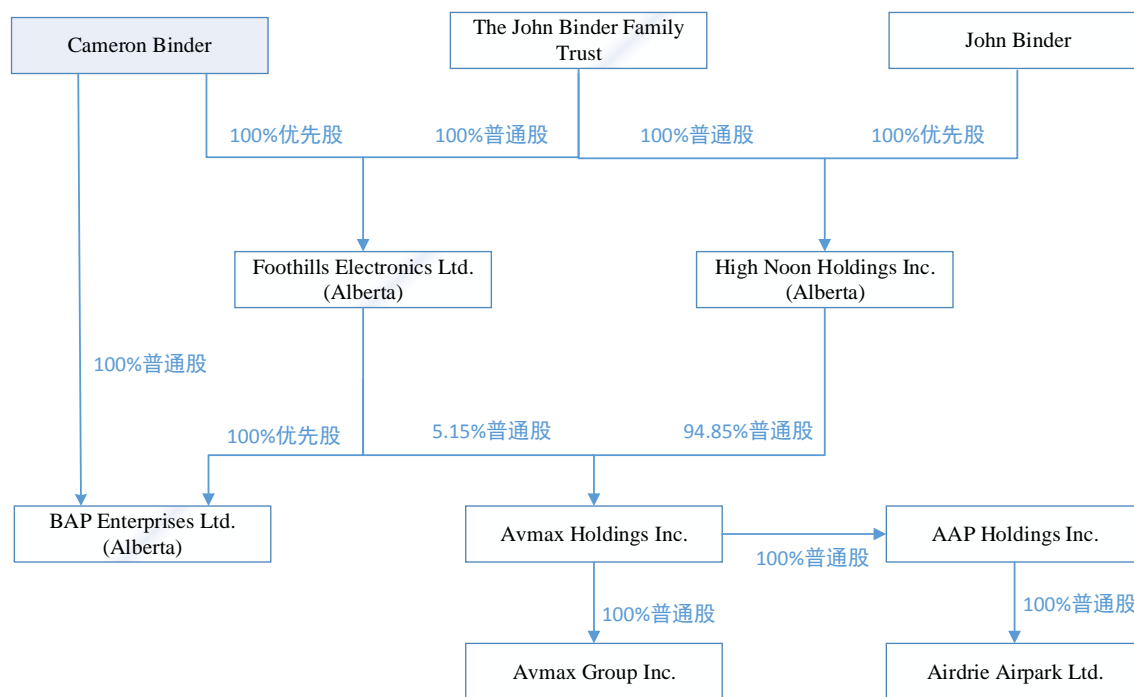 Cameron Binder
The John Binder Family
Trust
John Binder
100%优先股
100%普通股
100%普通股
100%优先股
Foothills Electronics Ltd.
(Alberta)
High Noon Holdings Inc.
(Alberta)
100%普通股
100%优先股
5.15%普通股
94.85%普通股
BAP Enterprises Ltd.
(Alberta)
Avmax Holdings Inc.
AAP Holdings Inc.
100%普通股
100%普通股
100%普通股
Avmax Group Inc.
Airdrie Airpark Ltd.